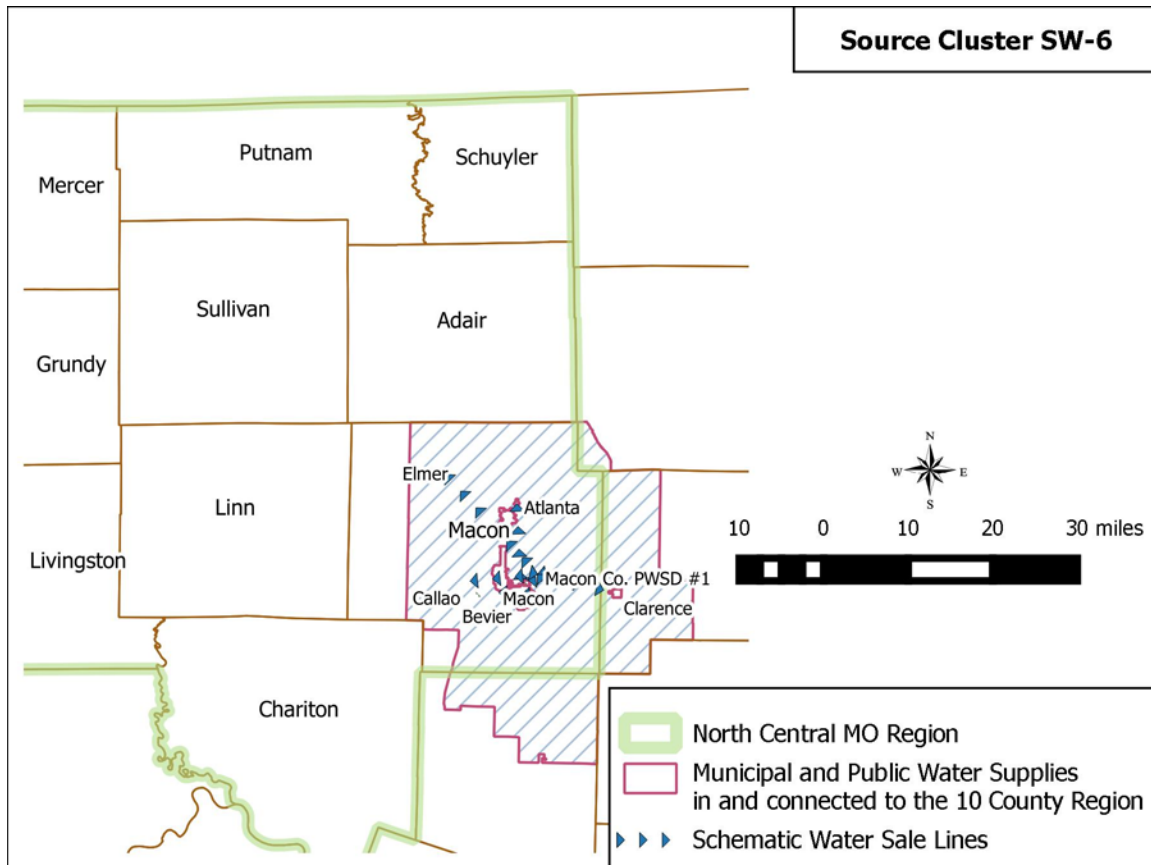 Source Cluster SW-6
Putnam
Schuyler
Mercer
Sullivan
Adair
Grundy
N
W E
S
Elmer
Linn
Atlanta
Macon
10 0 10 20 30 miles
Livingston
Macon Co. PWSD #1
Callao
Macon
Clarence
Bevier
Chariton
North Central MO Region
Municipal and Public Water Supplies
in and connected to the 10 County Region
Schematic Water Sale Lines